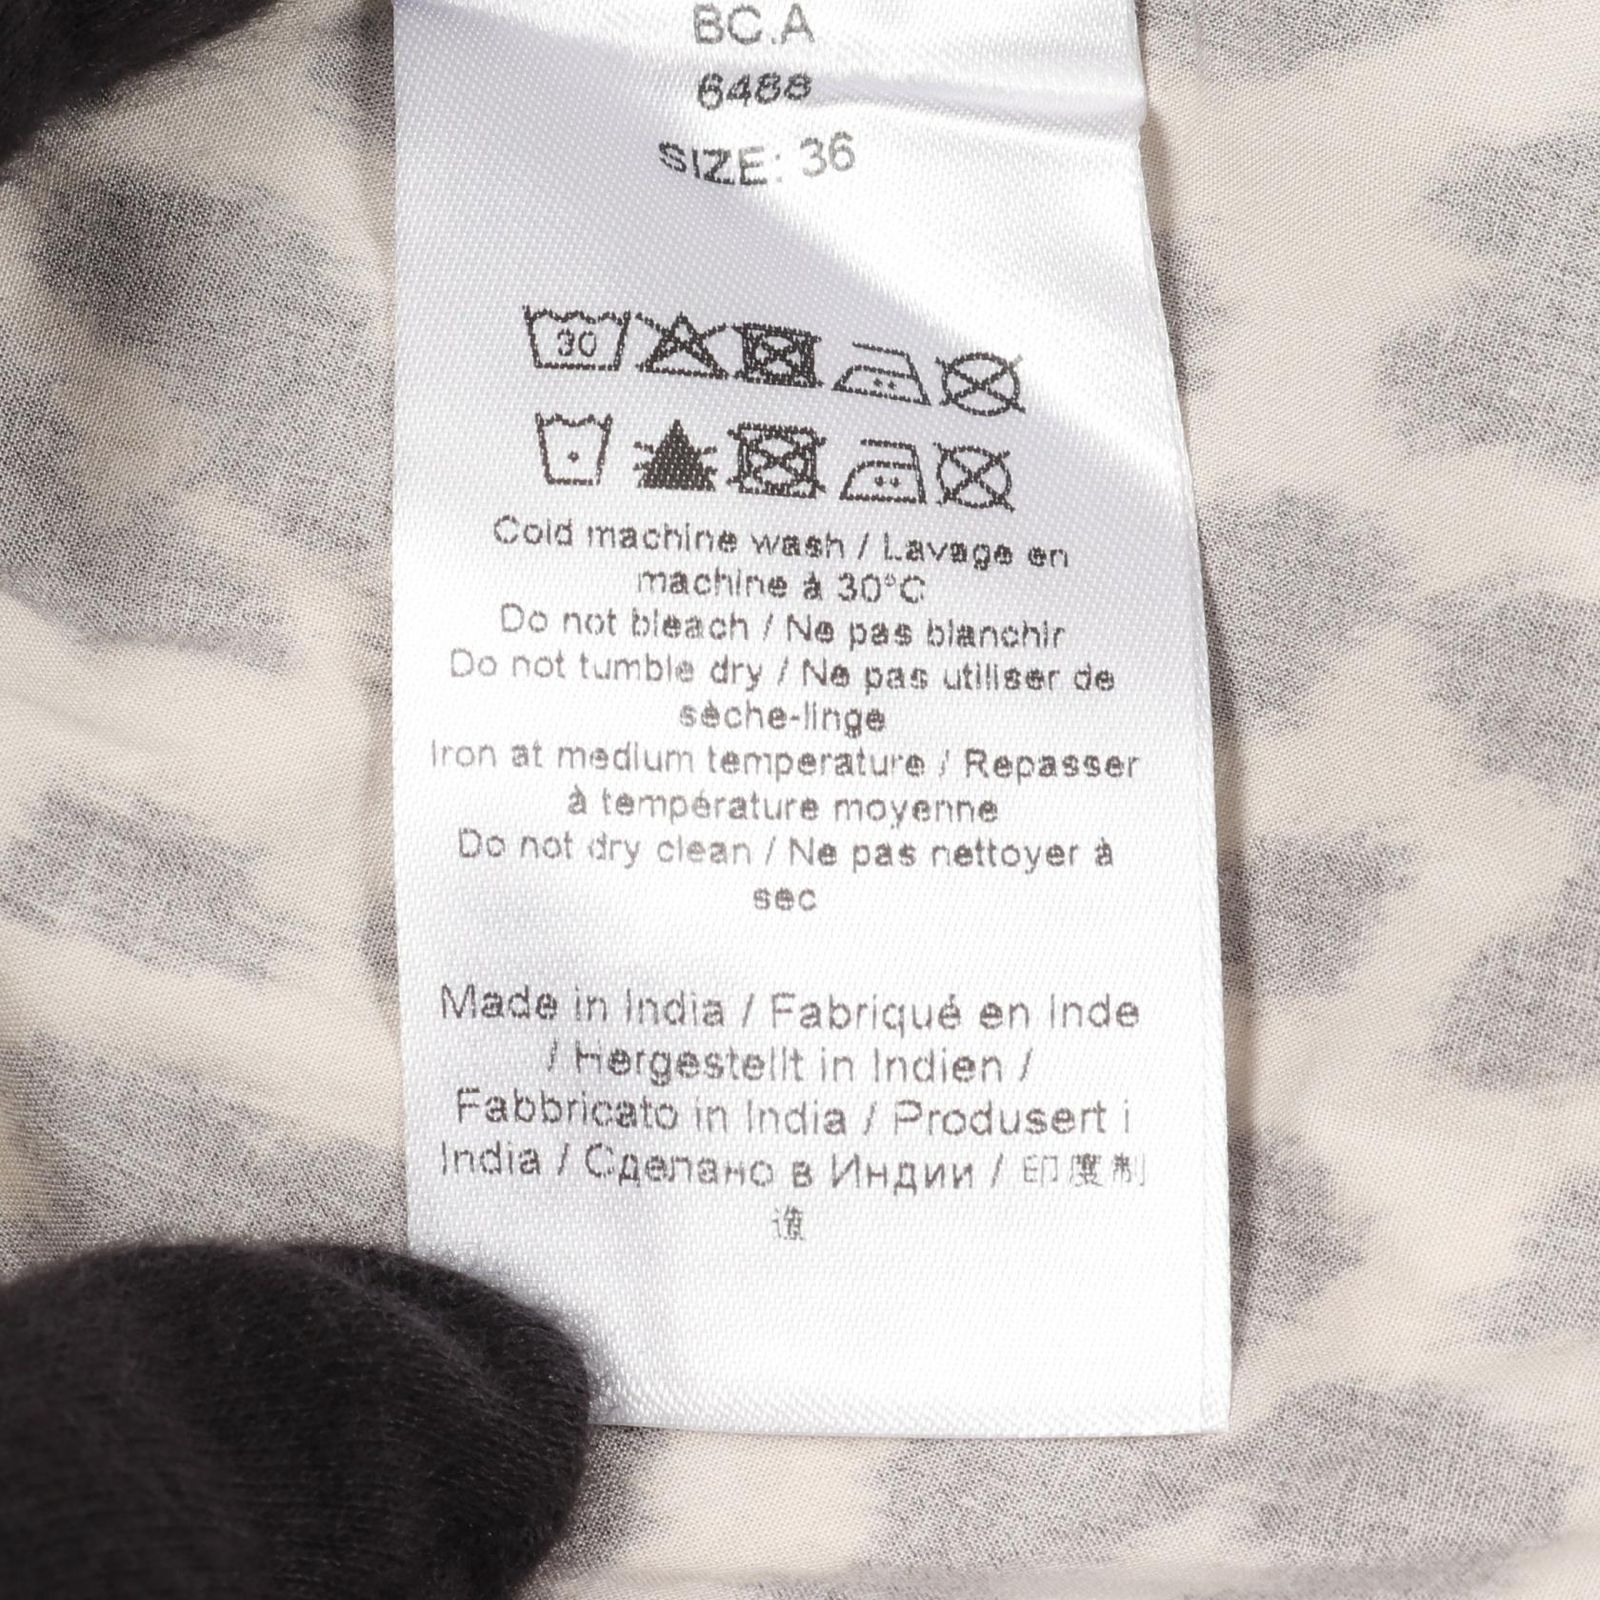 BC.A
6488
SIZE: 36
30
Cold machine wash / Lavage en
machine à 30°C
Do not bleach / Ne pas blanchir
Do not tumble dry / Ne pas utiliser de
sèche-linge
Iron at medium temperature / Repasser
à température moyenne
Do not dry clean / Ne pas nettoyer à
sec
Made in India / Fabriqué en Inde
/ Hergestellt in Indien /
Fabbricato in India / Produsert i
India / Сделано в Индии / 印度制
造